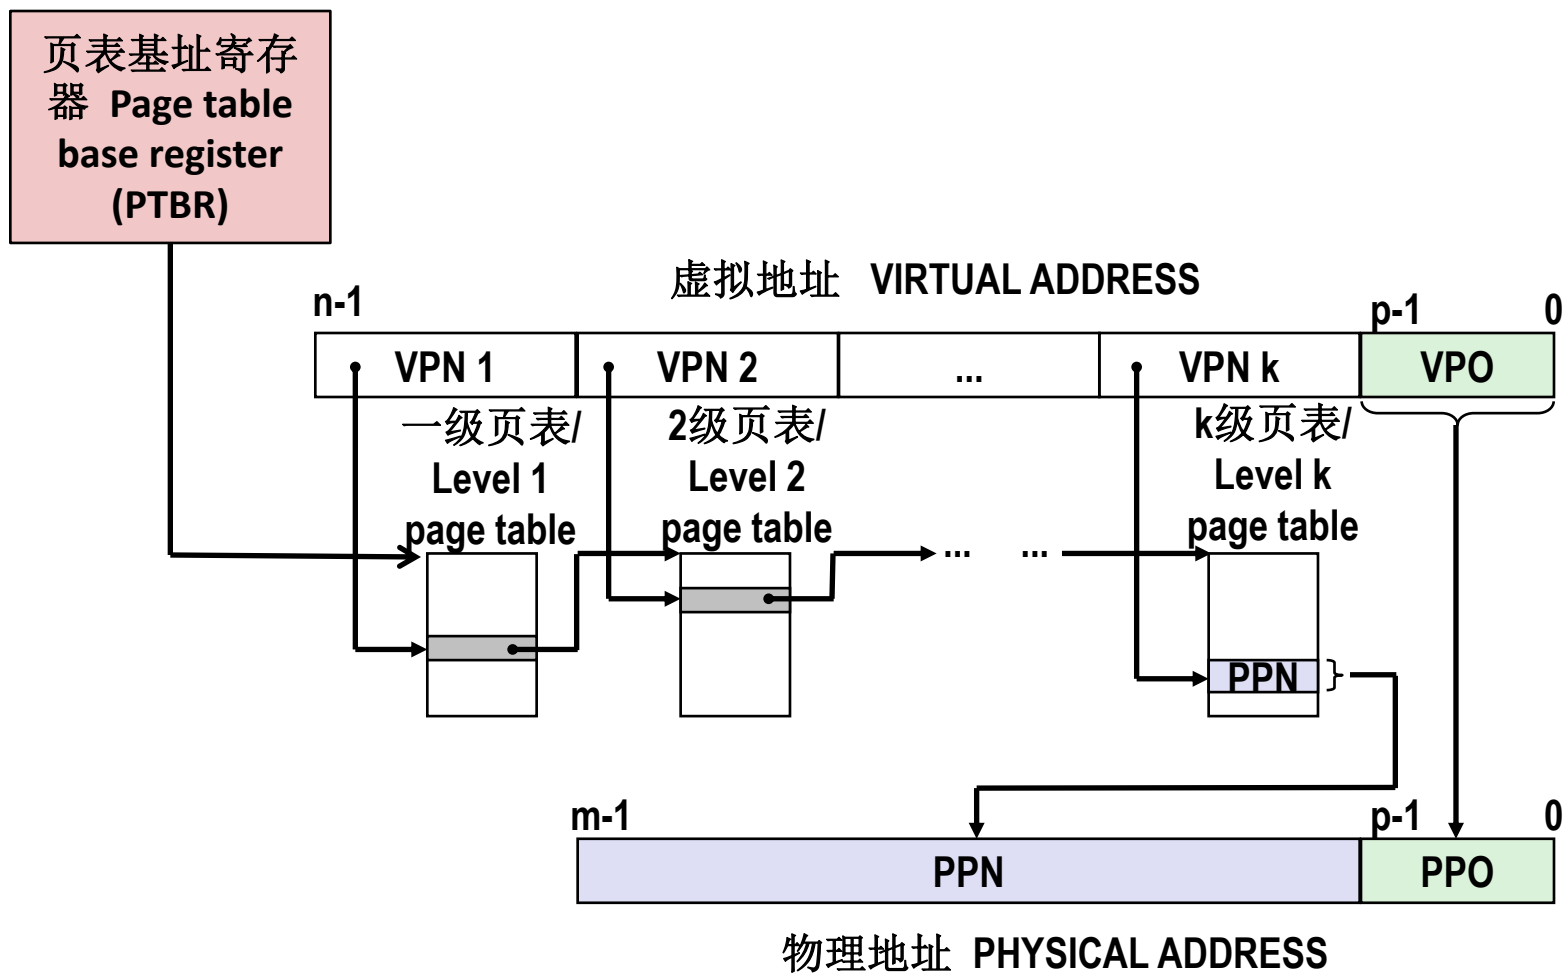 页表基址寄存
器 Page table
base register
(PTBR)
虚拟地址 VIRTUAL ADDRESS
n-1
p-1
0
VPN 1
VPN 2
...
VPN k
VPO
一级页表/
Level 1
page table
2级页表/
Level 2
page table
k级页表/
Level k
page table
...
...
PPN
m-1
p-1
0
PPN
PPO
物理地址 PHYSICAL ADDRESS